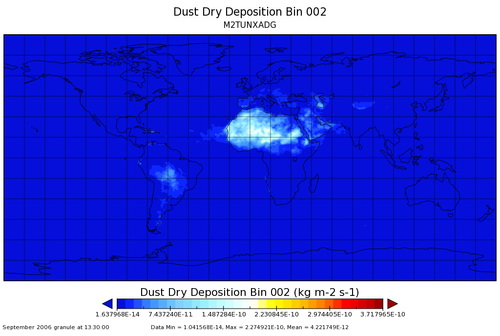 Dust Dry Deposition Bin 002
M2TUNXADG
Dust Dry Deposition Bin 002 (kg m-2 s-1)
1.637968E-14 7.437240E-11 1.487284E-10 2.230845E-10 2.974405E-10 3.717965E-10
September 2006 granule at 13:30:00 Data Min = 1.041568E-14, Max = 2.274921E-10, Mean = 4.221749E-12